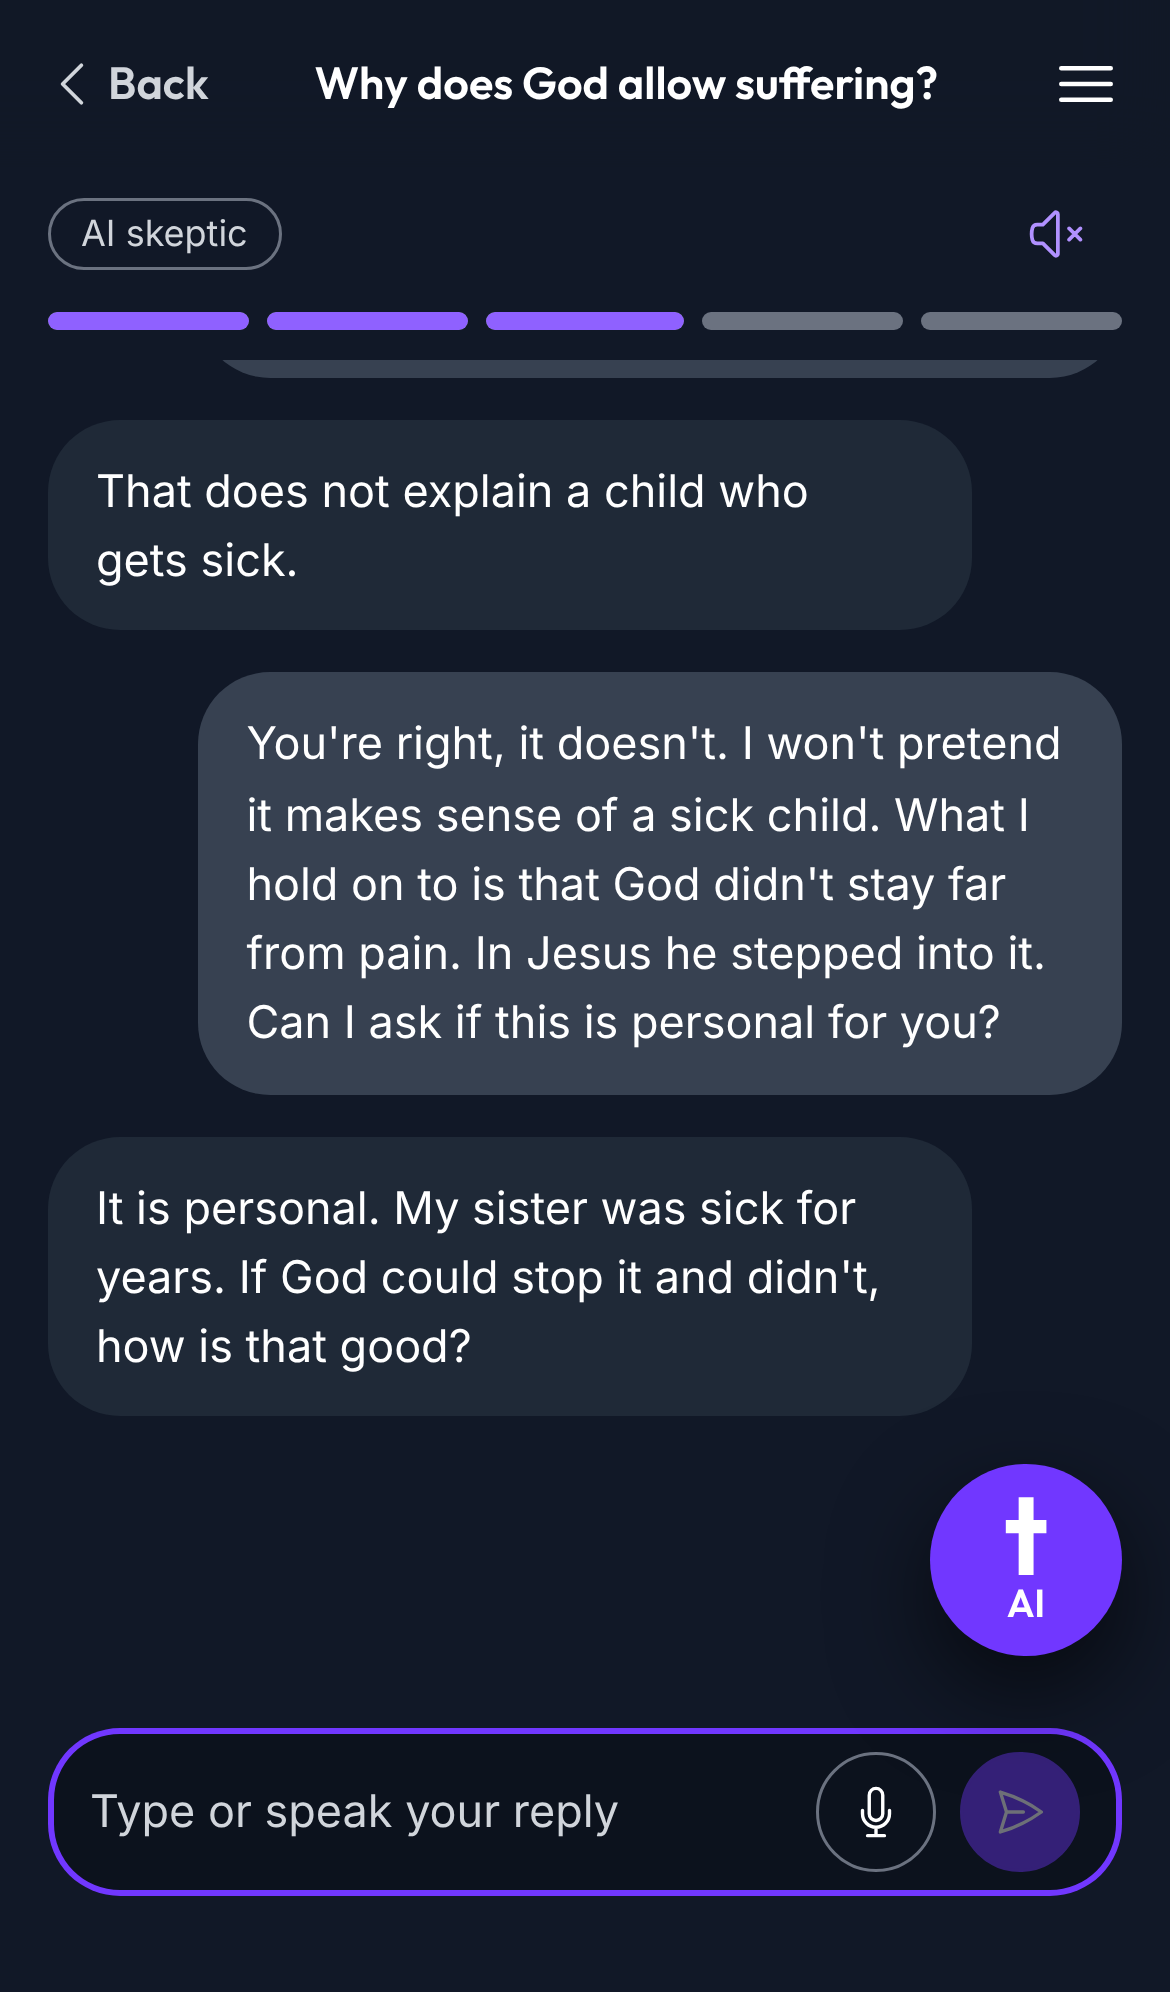 Back
Why does God allow suffering?
AI skeptic
That does not explain a child who
gets sick.
You're right, it doesn't. I won't pretend
it makes sense of a sick child. What I
hold on to is that God didn't stay far
from pain. In Jesus he stepped into it.
Can I ask if this is personal for you?
It is personal. My sister was sick for
years. If God could stop it and didn't,
how is that good?
AI
Type or speak your reply